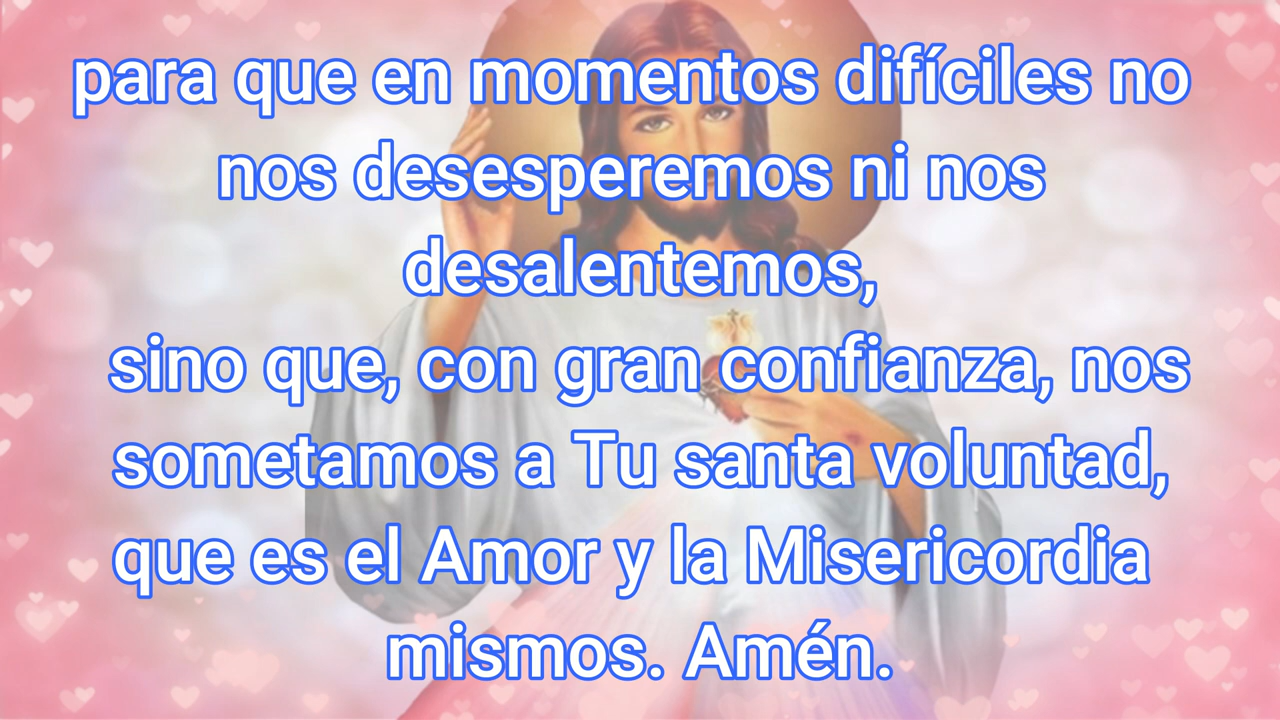 para que en momentos difíciles no
nos desesperemos ni nos
desalentemos,
sino que, con gran confianza, nos
sometamos a Tu santa voluntad,
que es el Amor y la Misericordia
mismos. Amén.